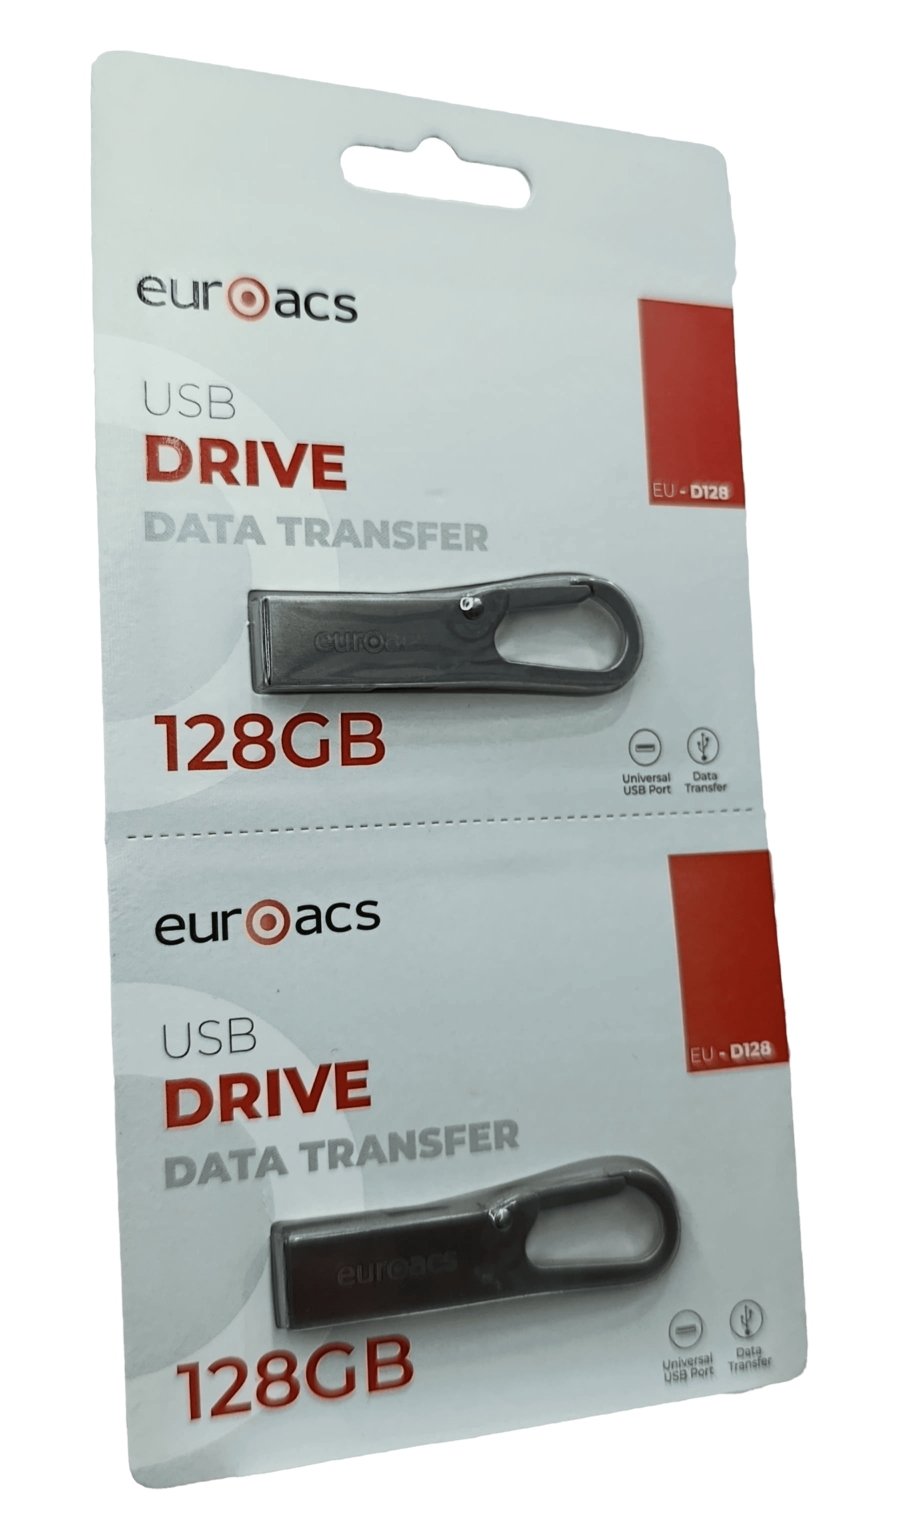 euroacs
USB
DRIVE
DATA TRANSFER
EU - D128
euroacs
128GB
Universal
USB Port
Data
Transfer
euroacs
USB
DRIVE
DATA TRANSFER
EU - D128
euroacs
128GB
Universal
USB Port
Data
Transfer